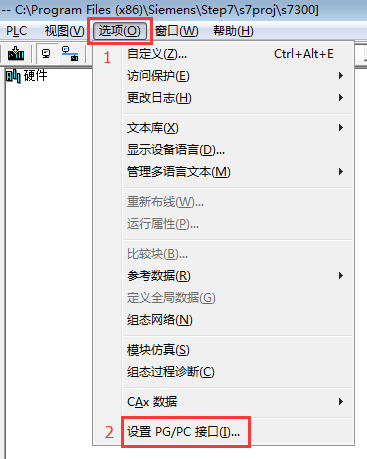 -- C:\Program Files (x86)\Siemens\Step7\s7proj\s7300]
PLC 视图(V) 选项(O) 窗口(W) 帮助(H)
1 自定义(Z)... Ctrl+Alt+E
硬件
访问保护(E)
更改日志(H)
文本库(X)
显示设备语言(D)...
管理多语言文本(M)
重新布线(W)...
运行属性(P)...
比较块(B)...
参考数据(R)
定义全局数据(G)
组态网络(N)
模块仿真(S)
组态过程诊断(C)
CAx 数据
2 设置 PG/PC 接口(I)...